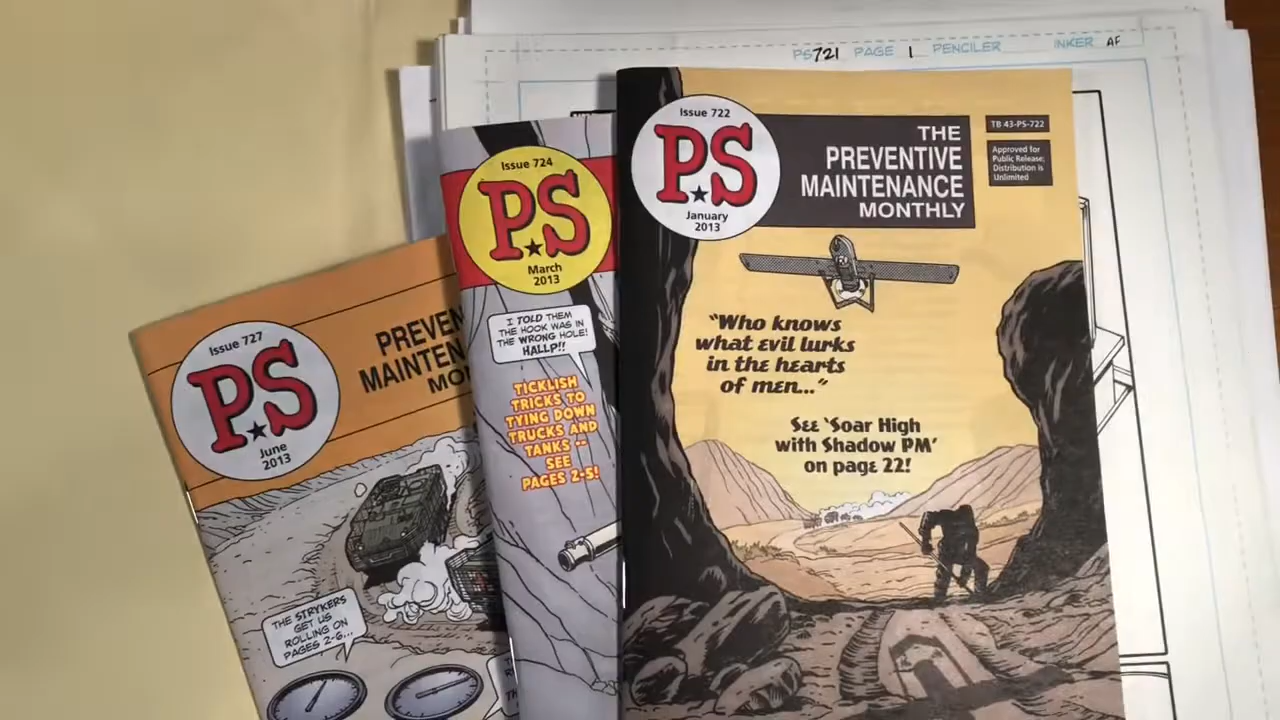 PS721 PAGE 1 PENCILER INKER AF
Issue 722
PS
January
2013
THE
PREVENTIVE
MAINTENANCE
MONTHLY
TB 43-PS-722
Approved for
Public Release;
Distribution is
Unlimited
"Who knows
what evil lurks
in the hearts
of men..."
See 'Soar High
with Shadow PM'
on page 22!
Issue 724
PS
March
2013
I TOLD THEM
THE HOOK WAS IN
THE WRONG HOLE!
HALLP!!
TICKLISH
TRICKS TO
TYING DOWN
TRUCKS AND
TANKS --
SEE
PAGES 2-5!
Issue 727
PS
June
2013
PREVEN
MAINTEN
MO
THE STRYKERS
GET US
ROLLING ON
PAGES 2-6...